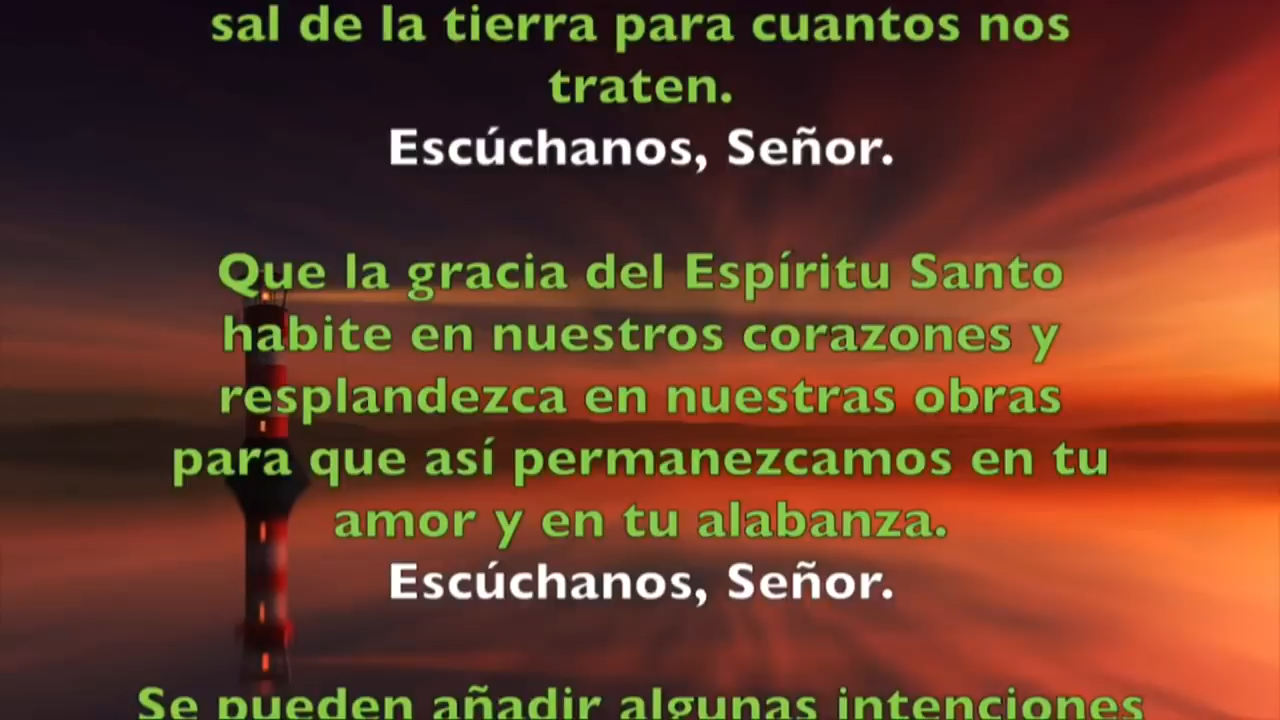 sal de la tierra para cuantos nos
traten.
Escúchanos, Señor.
Que la gracia del Espíritu Santo
habite en nuestros corazones y
resplandezca en nuestras obras
para que así permanezcamos en tu
amor y en tu alabanza.
Escúchanos, Señor.
Se pueden añadir algunas intenciones